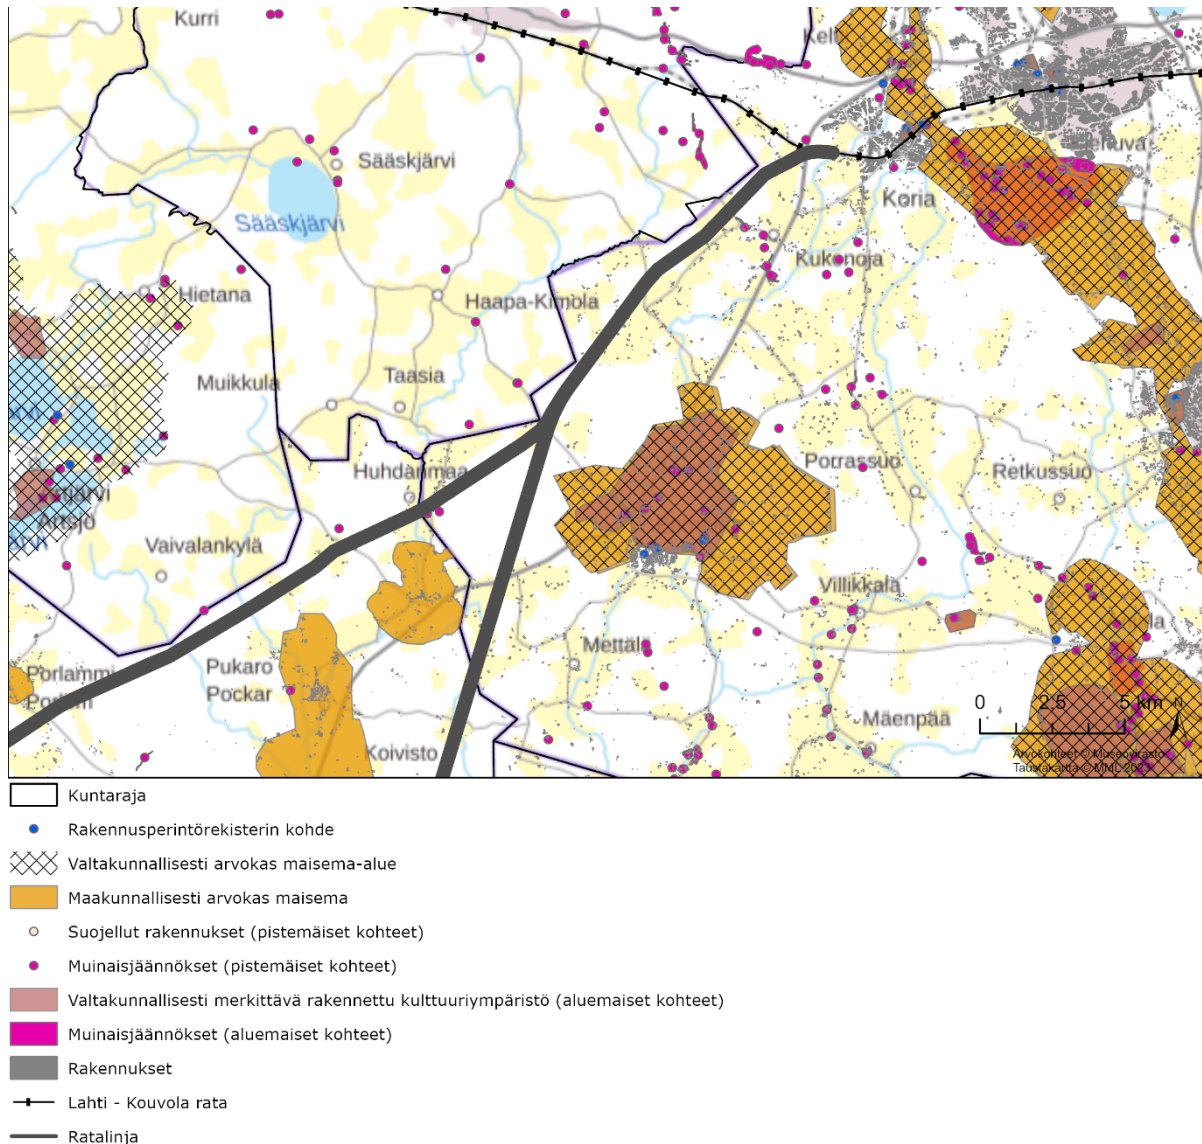 Kurri
Sääskjärvi
Sääskjärvi
Koria
Kukonoja
Hietana
Haapa-Kimola
Muikkula
Taasia
Huhdanmaa
Porrassuo
Retkussuo
Artsjö
Vaivalankylä
Villikkala
Mettälä
Porlammi
Pukaro
Pockar
Mäenpää
Koivisto
0 2.5 5 km N
Arvokohteet © Museovirasto
Taustakartta © MML 2023
Kuntaraja
Rakennusperintörekisterin kohde
Valtakunnallisesti arvokas maisema-alue
Maakunnallisesti arvokas maisema
Suojellut rakennukset (pistemäiset kohteet)
Muinaisjäännökset (pistemäiset kohteet)
Valtakunnallisesti merkittävä rakennettu kulttuuriympäristö (aluemaiset kohteet)
Muinaisjäännökset (aluemaiset kohteet)
Rakennukset
Lahti - Kouvola rata
Ratalinja